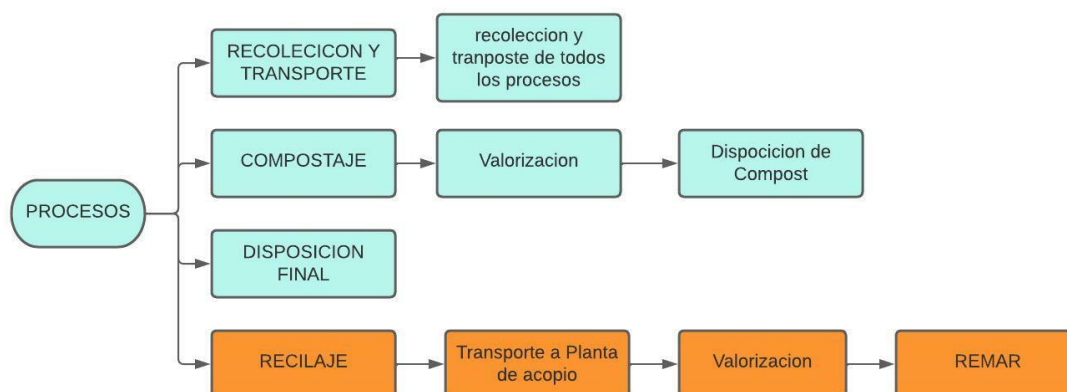 RECOLECICON Y
TRANSPORTE
recoleccion y
tranposte de todos
los procesos
COMPOSTAJE
Valorizacion
Dispocicion de
Compost
PROCESOS
DISPOSICION
FINAL
RECILAJE
Transporte a Planta
de acopio
Valorizacion
REMAR